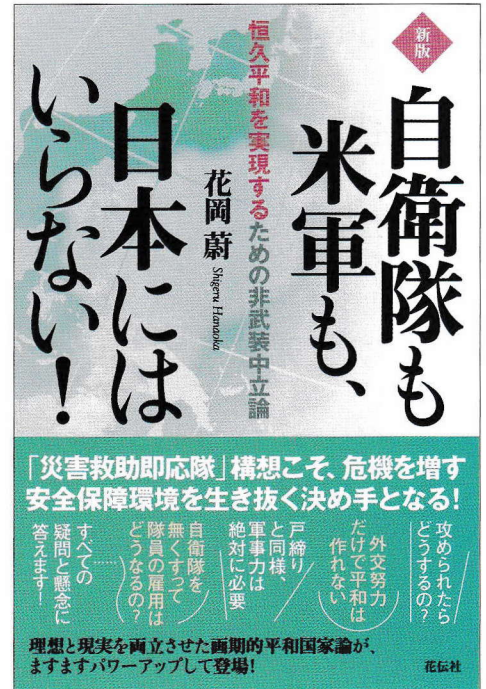 新版
自衛隊も
米軍も、
日本には
いらない!
恒久平和を実現するための非武装中立論
花岡 蔚
Shigeru Hanaoka
「災害救助即応隊」構想こそ、危機を増す
安全保障環境を生き抜く決め手となる!
攻められたら
どうするの?
外交努力
だけで平和は
作れない
戸締り
と同様、
軍事力は
絶対に必要
自衛隊を
無くすって
隊員の雇用は
どうなるの?
……
すべての
疑問と懸念に
答えます!
理想と現実を両立させた画期的平和国家論が、
ますますパワーアップして登場!
花伝社